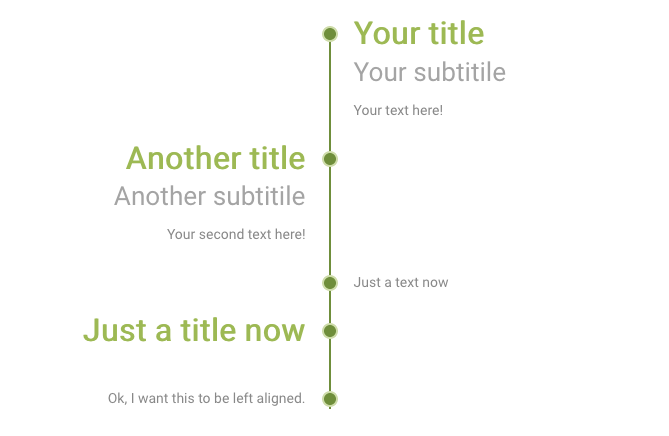 Your title
Your subtitile
Your text here!
Another title
Another subtitile
Your second text here!
Just a text now
Just a title now
Ok, I want this to be left aligned.